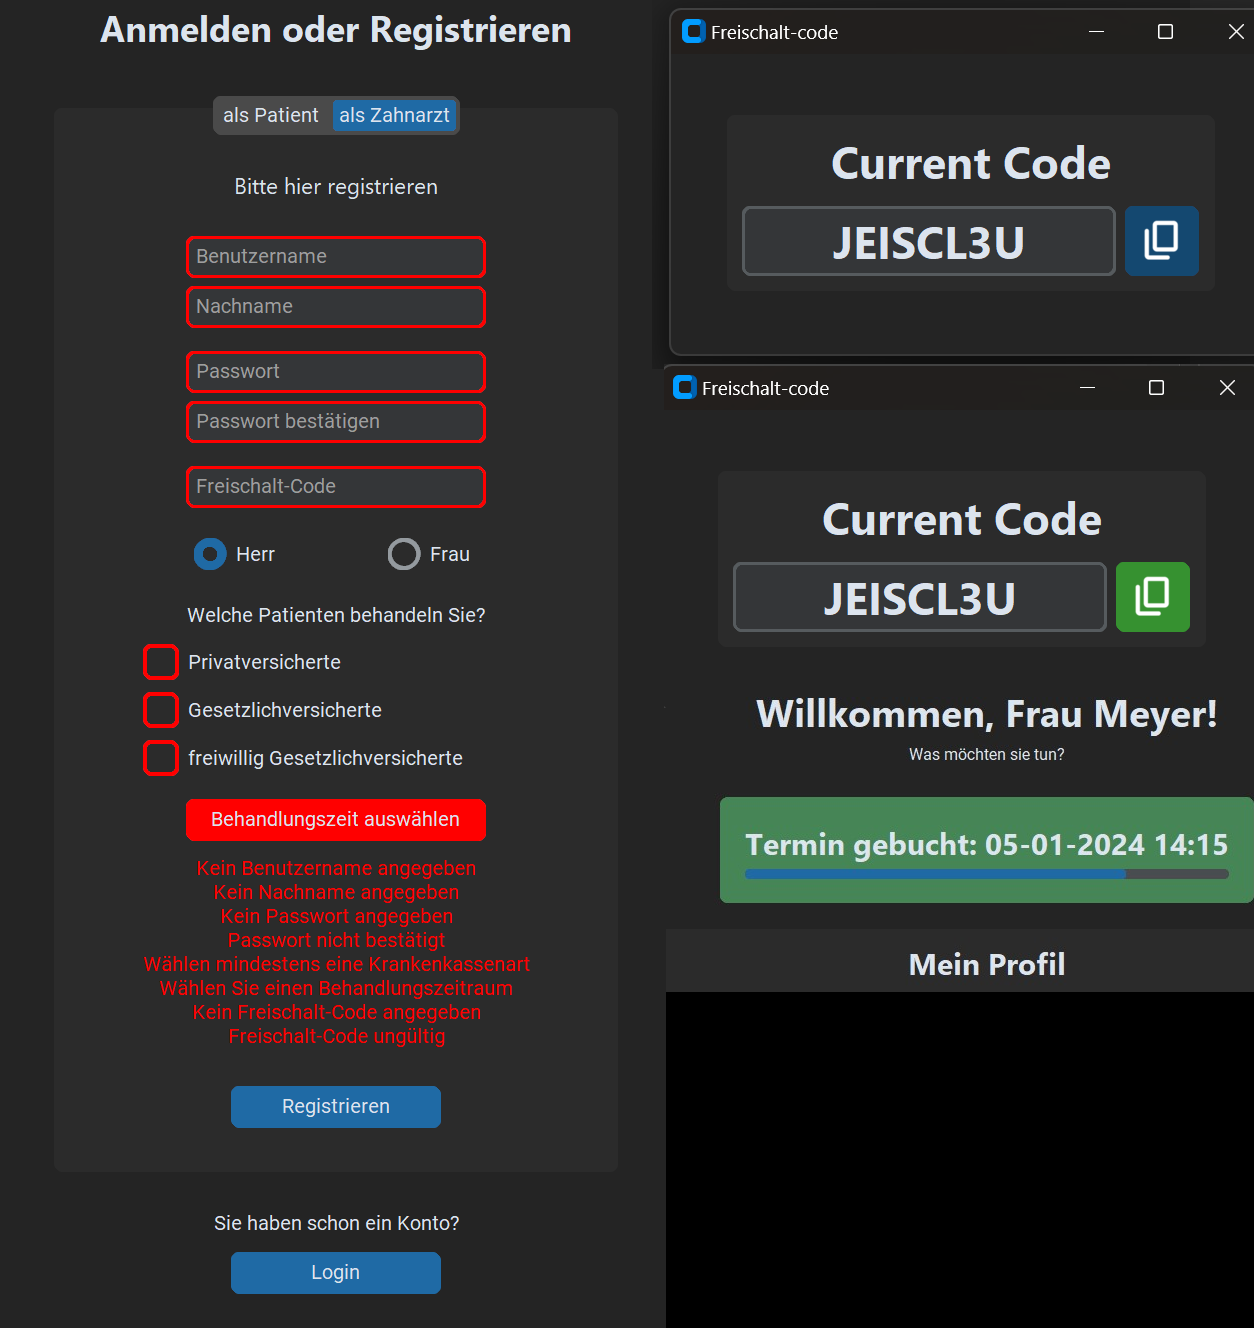 Anmelden oder Registrieren
als Patient
als Zahnarzt
Bitte hier registrieren
Benutzername
Nachname
Passwort
Passwort bestätigen
Freischalt-Code
Herr
Frau
Welche Patienten behandeln Sie?
Privatversicherte
Gesetzlichversicherte
freiwillig Gesetzlichversicherte
Behandlungszeit auswählen
Kein Benutzername angegeben
Kein Nachname angegeben
Kein Passwort angegeben
Passwort nicht bestätigt
Wählen mindestens eine Krankenkassenart
Wählen Sie einen Behandlungszeitraum
Kein Freischalt-Code angegeben
Freischalt-Code ungültig
Registrieren
Sie haben schon ein Konto?
Login
Freischalt-code
Current Code
JEISCL3U
Freischalt-code
Current Code
JEISCL3U
Willkommen, Frau Meyer!
Was möchten sie tun?
Termin gebucht: 05-01-2024 14:15
Mein Profil